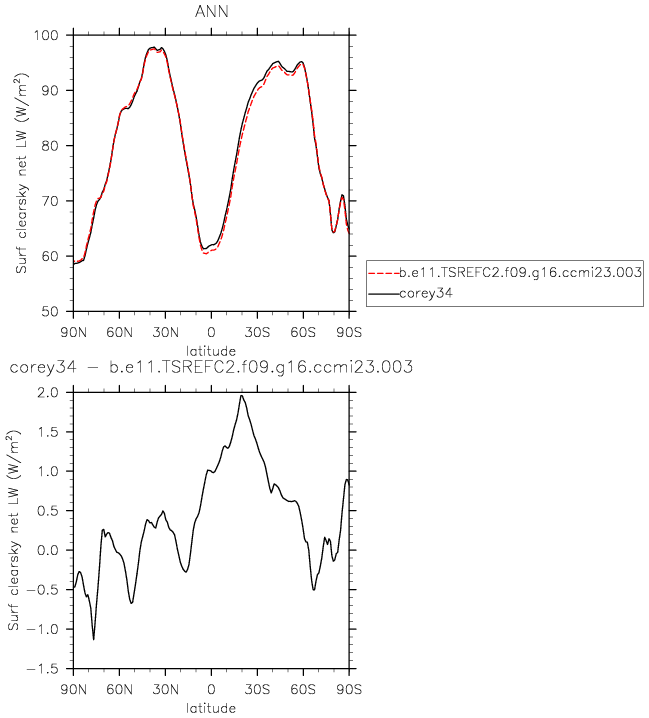 ANN
Surf clearsky net LW (W/m²)
100
90
80
70
60
50
90N 60N 30N 0 30S 60S 90S
latitude
b.e11.TSREFC2.f09.g16.ccmi23.003
corey34
corey34 − b.e11.TSREFC2.f09.g16.ccmi23.003
Surf clearsky net LW (W/m²)
2.0
1.5
1.0
0.5
0.0
−0.5
−1.0
−1.5
90N 60N 30N 0 30S 60S 90S
latitude